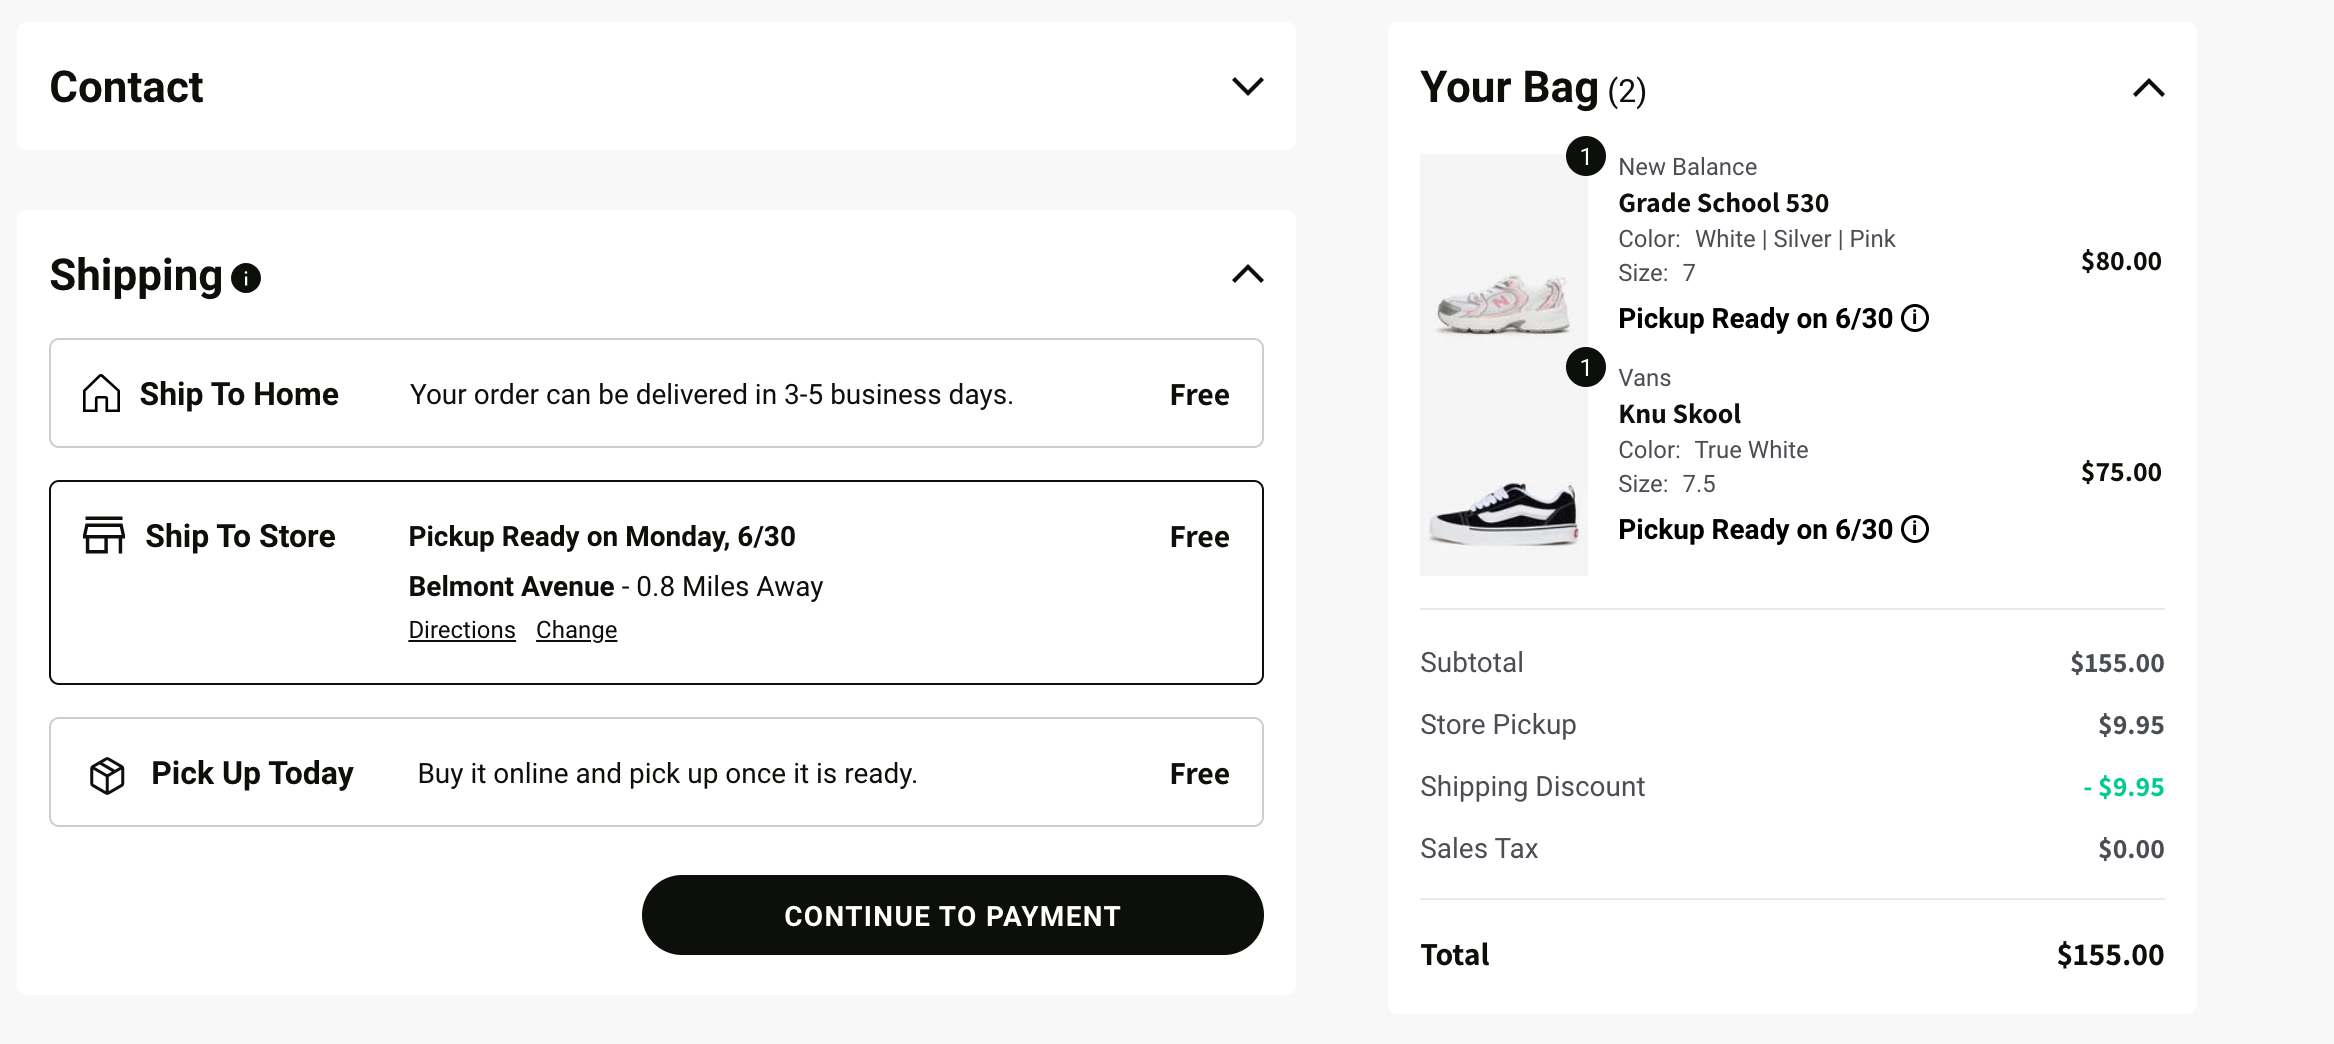 Contact
Shipping
Ship To Home Your order can be delivered in 3-5 business days. Free
Ship To Store Pickup Ready on Monday, 6/30 Free
Belmont Avenue - 0.8 Miles Away
Directions Change
Pick Up Today Buy it online and pick up once it is ready. Free
CONTINUE TO PAYMENT
Your Bag (2)
1
New Balance
Grade School 530
Color: White | Silver | Pink
Size: 7
$80.00
Pickup Ready on 6/30
1
Vans
Knu Skool
Color: True White
Size: 7.5
$75.00
Pickup Ready on 6/30
Subtotal $155.00
Store Pickup $9.95
Shipping Discount - $9.95
Sales Tax $0.00
Total $155.00